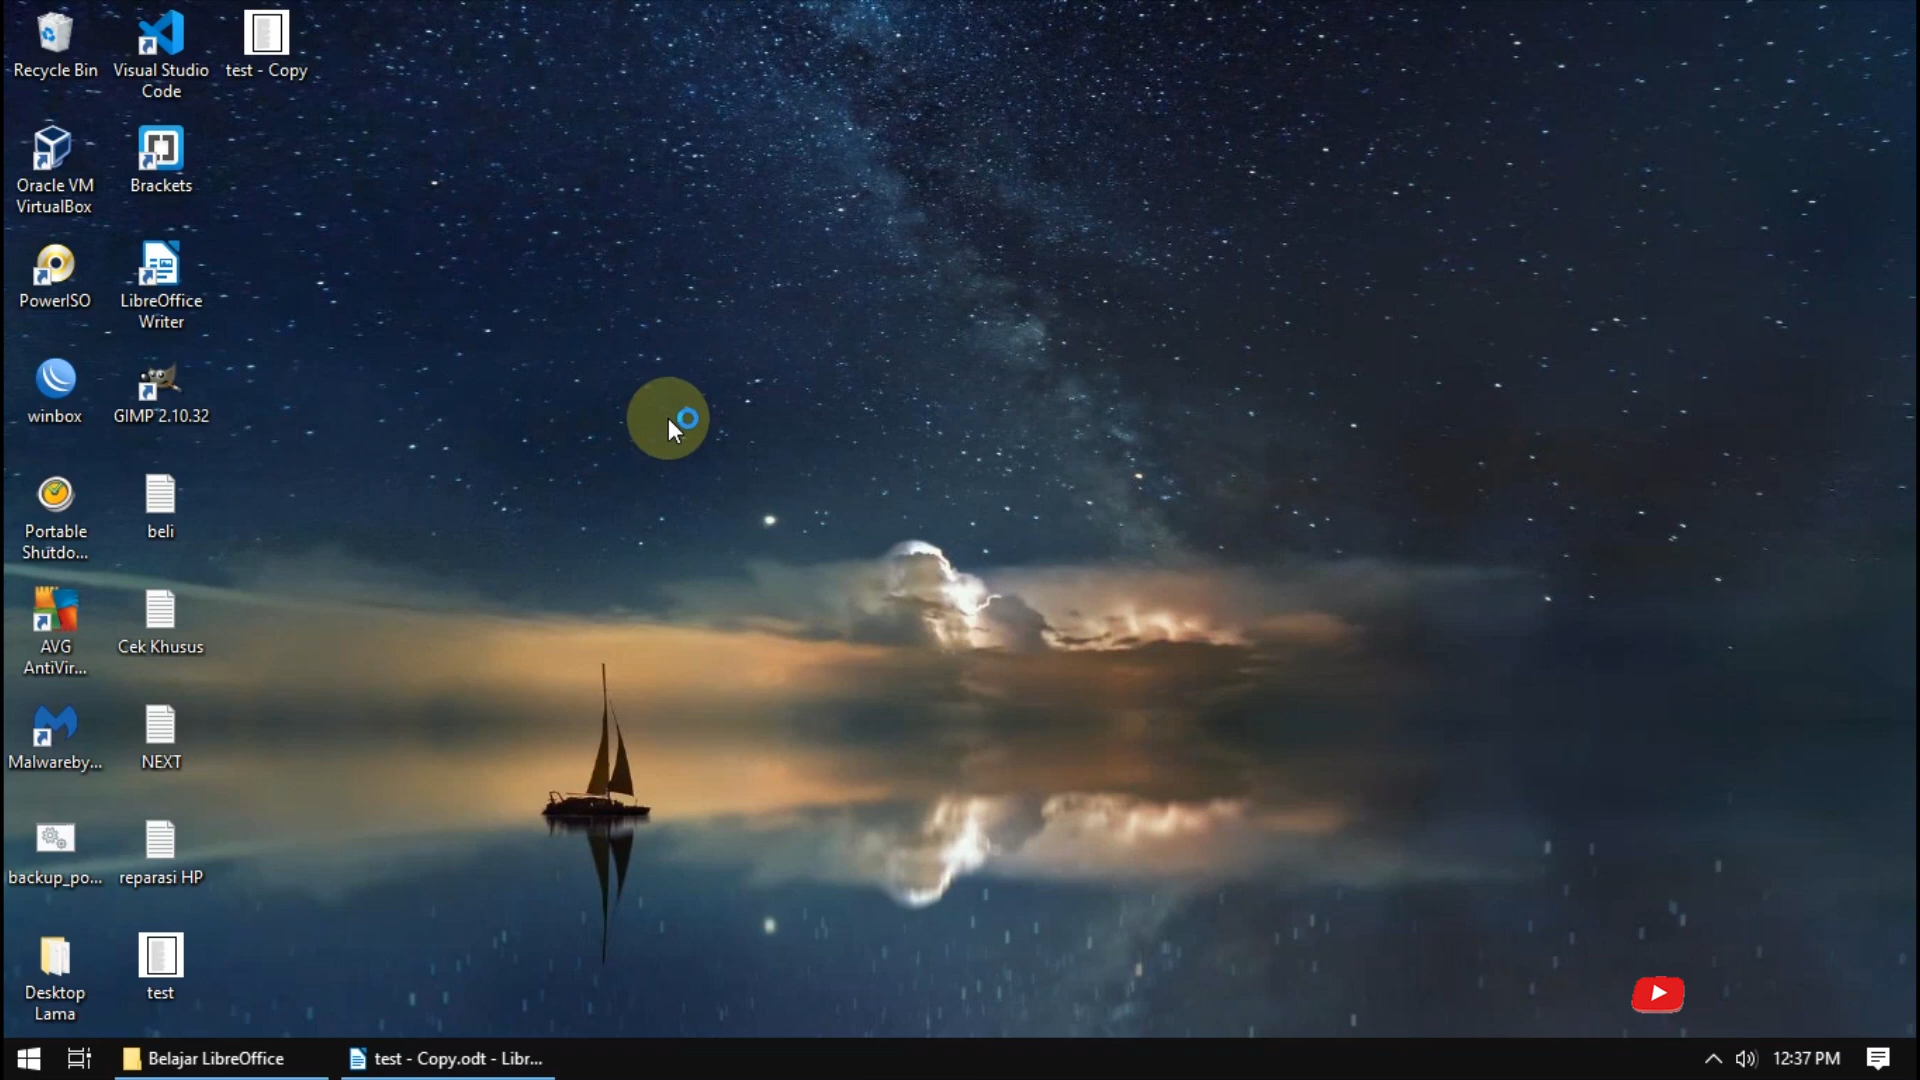 Recycle Bin
Visual Studio
Code
test - Copy
Oracle VM
VirtualBox
Brackets
PowerISO
LibreOffice
Writer
winbox
GIMP 2.10.32
Portable
Shutdo...
beli
AVG
AntiVir...
Cek Khusus
Malwareby...
NEXT
backup_po...
reparasi HP
Desktop
Lama
test
Belajar LibreOffice
test - Copy.odt - Libr...
12:37 PM